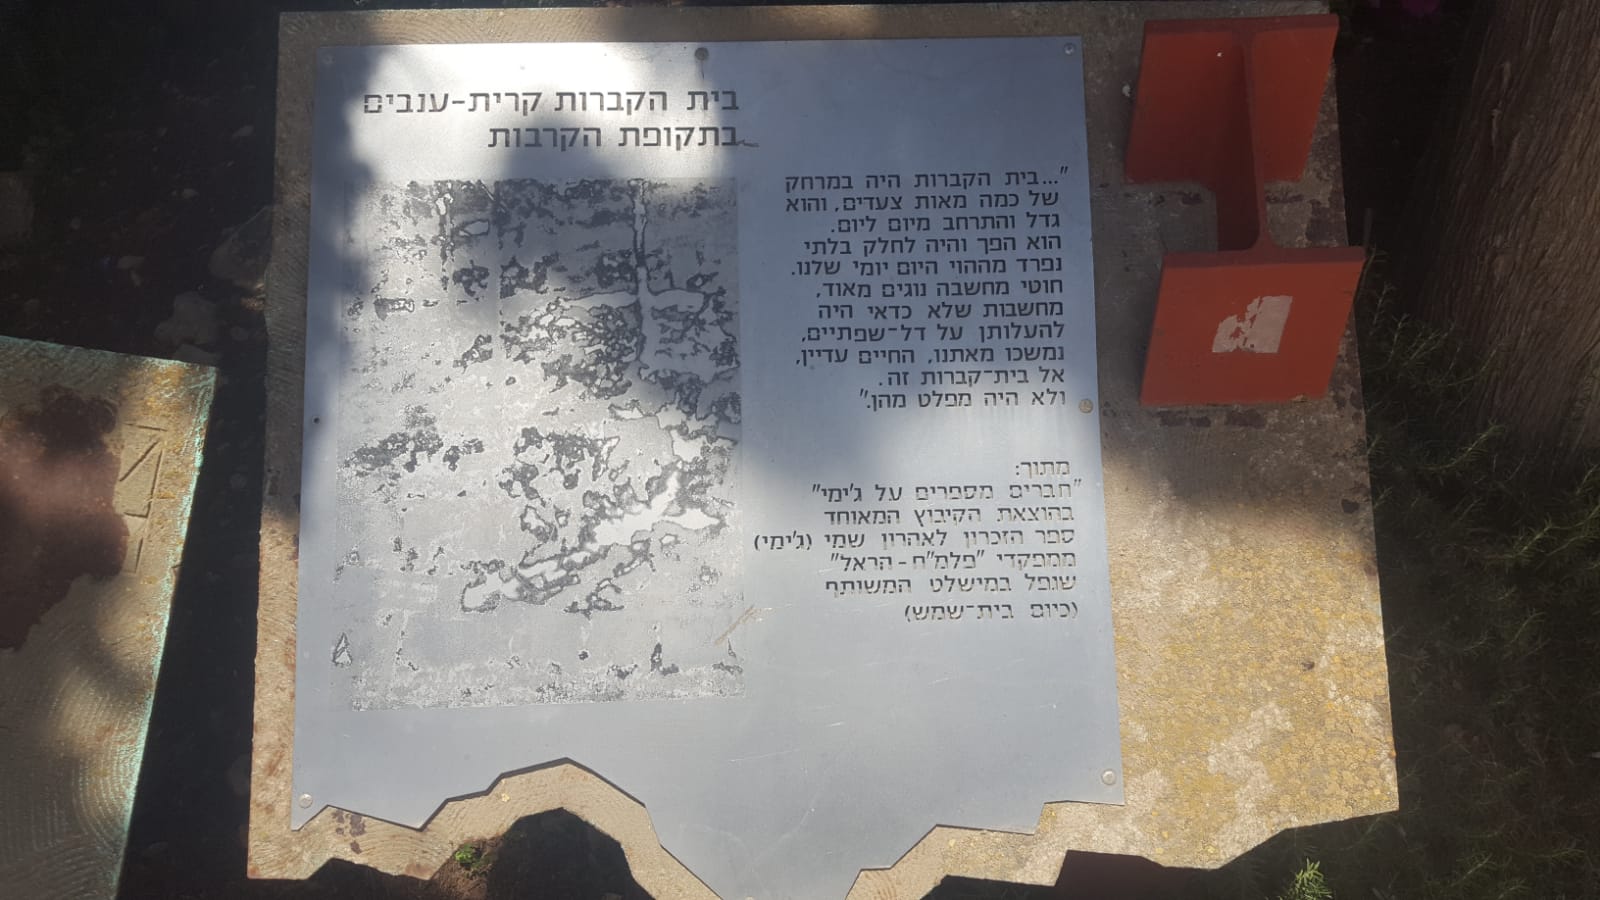 בית הקברות קרית-ענבים
בתקופת הקרבות
"...בית הקברות היה במרחק
של כמה מאות צעדים, והוא
גדל והתרחב מיום ליום.
הוא הפך והיה לחלק בלתי
נפרד מההוי היום יומי שלנו.
חוטי מחשבה נוגים מאוד,
מחשבות שלא כדאי היה
להעלותן על דל-שפתיים,
נמשכו מאתנו, החיים עדיין,
אל בית-קברות זה.
ולא היה מפלט מהן."
מתוך:
"חברים מספרים על ג'ימי"
בהוצאת הקיבוץ המאוחד
ספר הזכרון לאהרון שמי (ג'ימי)
ממפקדי "פלמ"ח - הראל"
שנפל במישלט המשותף
(כיום בית-שמש)